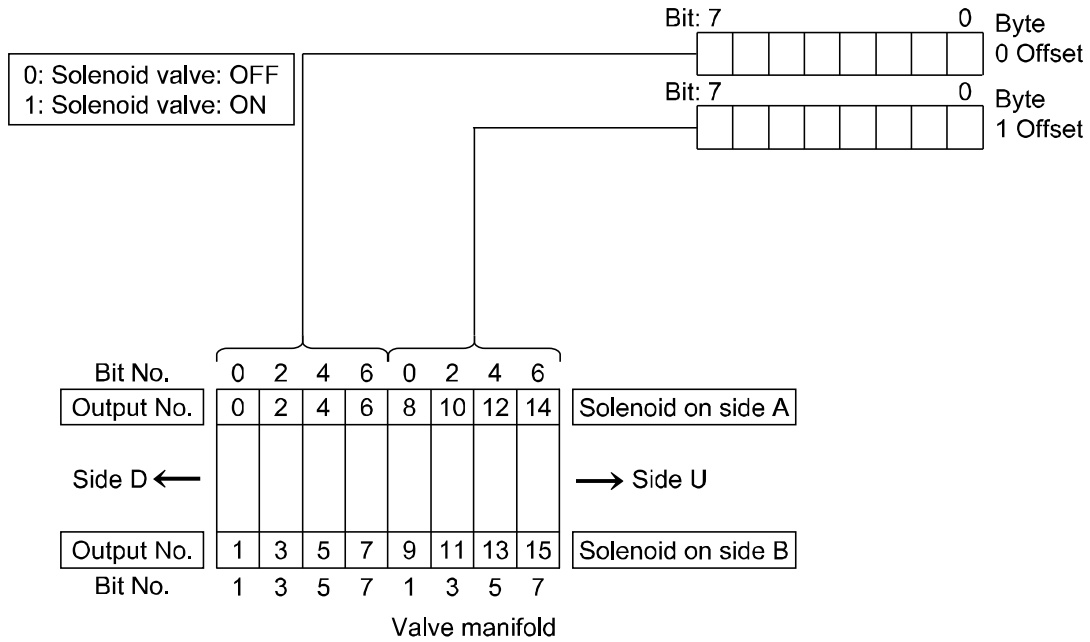 Bit: 7 0 Byte
0 Offset
0: Solenoid valve: OFF
1: Solenoid valve: ON
Bit: 7 0 Byte
1 Offset
Bit No. 0 2 4 6 0 2 4 6
Output No. 0 2 4 6 8 10 12 14 Solenoid on side A
Side D Side U
Output No. 1 3 5 7 9 11 13 15 Solenoid on side B
Bit No. 1 3 5 7 1 3 5 7
Valve manifold